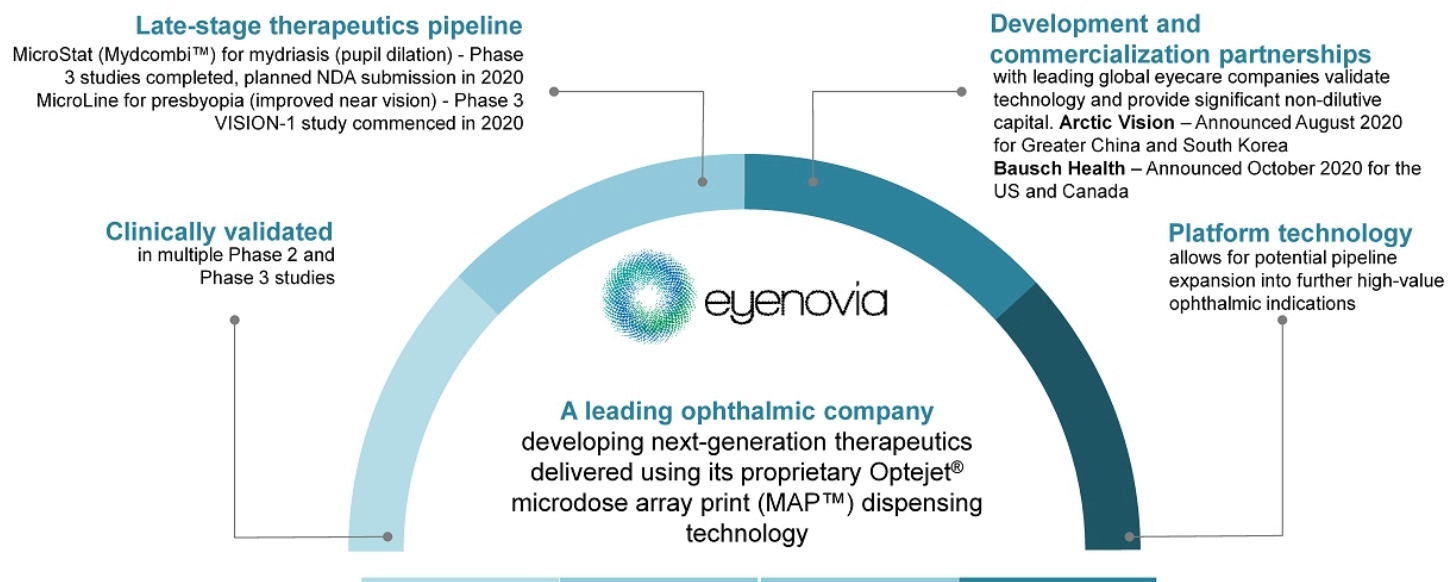 Late-stage therapeutics pipeline
MicroStat (Mydcombi™) for mydriasis (pupil dilation) - Phase
3 studies completed, planned NDA submission in 2020
MicroLine for presbyopia (improved near vision) - Phase 3
VISION-1 study commenced in 2020
Development and
commercialization partnerships
with leading global eyecare companies validate
technology and provide significant non-dilutive
capital. Arctic Vision – Announced August 2020
for Greater China and South Korea
Bausch Health – Announced October 2020 for the
US and Canada
Clinically validated
in multiple Phase 2 and
Phase 3 studies
Platform technology
allows for potential pipeline
expansion into further high-value
ophthalmic indications
eyenovia
A leading ophthalmic company
developing next-generation therapeutics
delivered using its proprietary Optejet®
microdose array print (MAP™) dispensing
technology